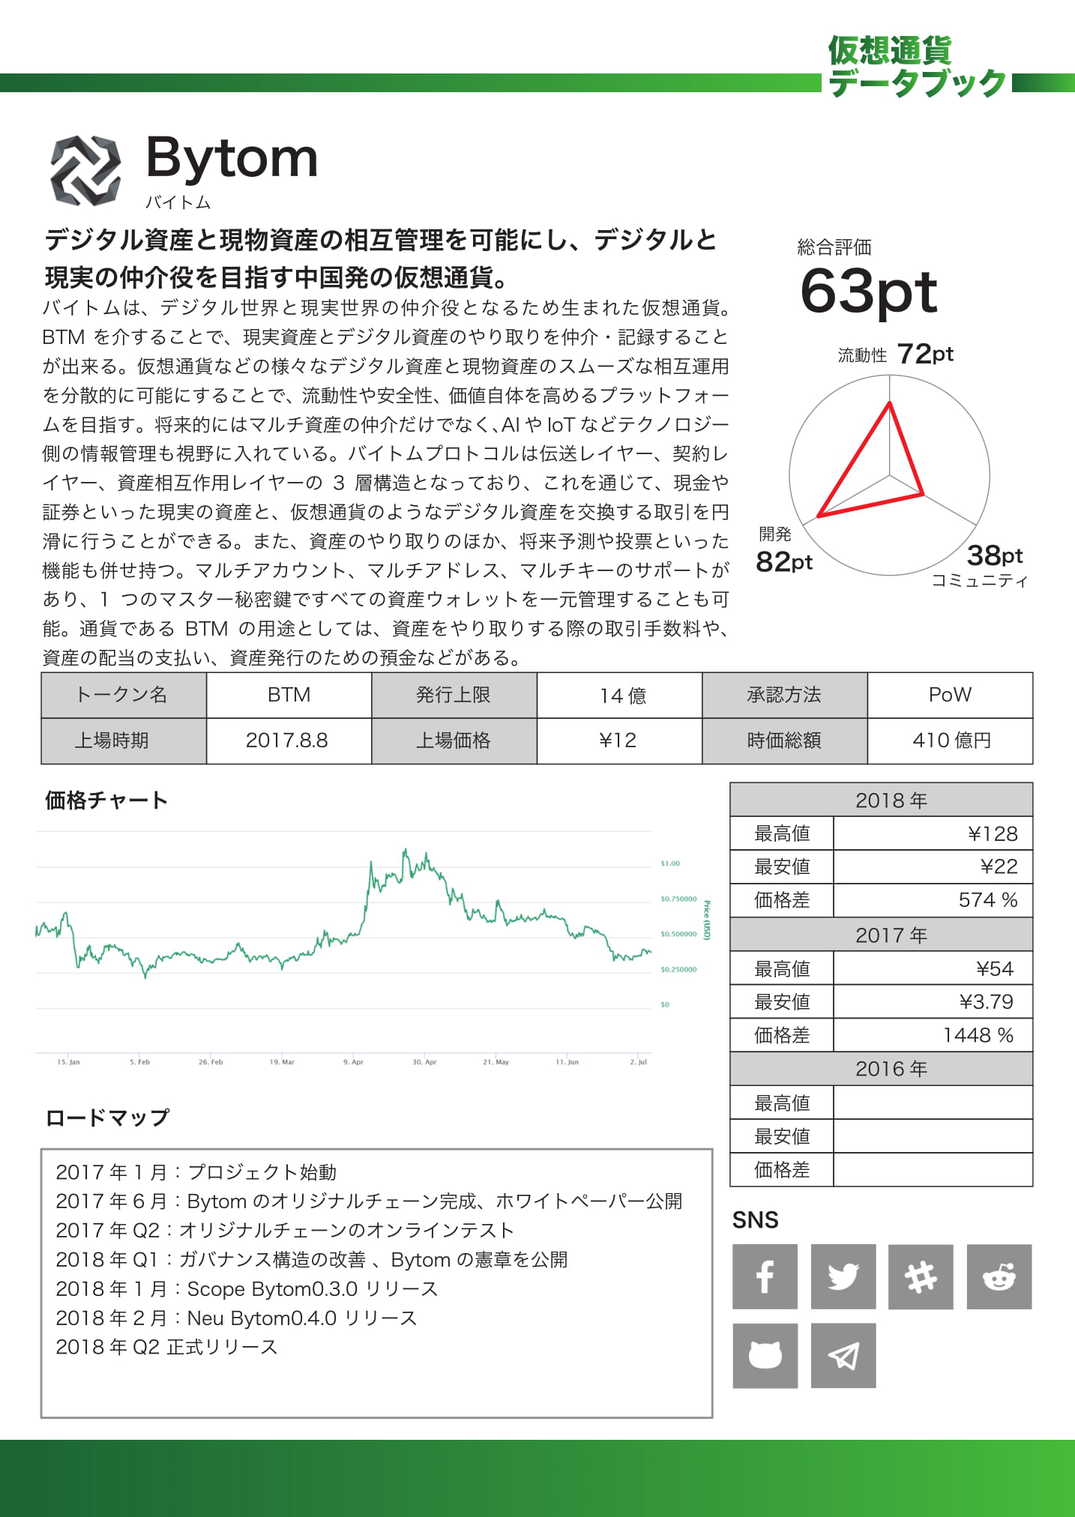 仮想通貨
データブック
Bytom
バイトム
デジタル資産と現物資産の相互管理を可能にし、デジタルと
現実の仲介役を目指す中国発の仮想通貨。
バイトムは、デジタル世界と現実世界の仲介役となるため生まれた仮想通貨。
BTM を介することで、現実資産とデジタル資産のやり取りを仲介・記録すること
が出来る。仮想通貨などの様々なデジタル資産と現物資産のスムーズな相互運用
を分散的に可能にすることで、流動性や安全性、価値自体を高めるプラットフォー
ムを目指す。将来的にはマルチ資産の仲介だけでなく、AI や IoT などテクノロジー
側の情報管理も視野に入れている。バイトムプロトコルは伝送レイヤー、契約レ
イヤー、資産相互作用レイヤーの 3 層構造となっており、これを通じて、現金や
証券といった現実の資産と、仮想通貨のようなデジタル資産を交換する取引を円
滑に行うことができる。また、資産のやり取りのほか、将来予測や投票といった
機能も併せ持つ。マルチアカウント、マルチアドレス、マルチキーのサポートが
あり、1 つのマスター秘密鍵ですべての資産ウォレットを一元管理することも可
能。通貨である BTM の用途としては、資産をやり取りする際の取引手数料や、
資産の配当の支払い、資産発行のための預金などがある。
総合評価
63pt
流動性 72pt
開発
82pt
38pt
コミュニティ
トークン名 BTM 発行上限 14 億 承認方法 PoW
上場時期 2017.8.8 上場価格 ¥12 時価総額 410 億円
価格チャート
$1.00
$0.750000
$0.500000
$0.250000
$0
Price (USD)
15. Jan 5. Feb 26. Feb 19. Mar 9. Apr 30. Apr 21. May 11. Jun 2. Jul
2018 年
最高値 ¥128
最安値 ¥22
価格差 574 %
2017 年
最高値 ¥54
最安値 ¥3.79
価格差 1448 %
2016 年
最高値
最安値
価格差
ロードマップ
2017 年 1 月：プロジェクト始動
2017 年 6 月：Bytom のオリジナルチェーン完成、ホワイトペーパー公開
2017 年 Q2：オリジナルチェーンのオンラインテスト
2018 年 Q1：ガバナンス構造の改善 、Bytom の憲章を公開
2018 年 1 月：Scope Bytom0.3.0 リリース
2018 年 2 月：Neu Bytom0.4.0 リリース
2018 年 Q2 正式リリース
SNS